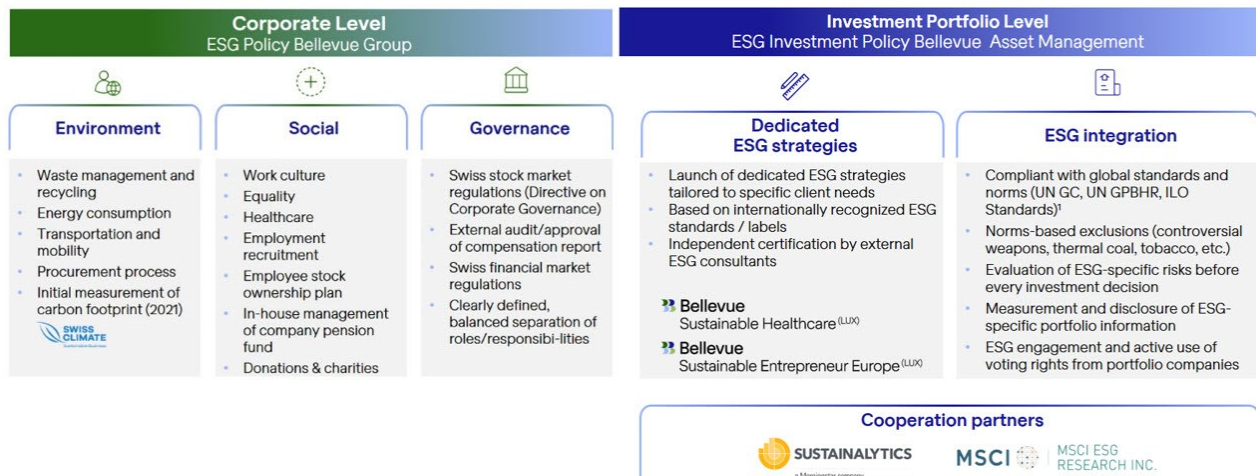 Corporate Level
ESG Policy Bellevue Group
Environment
• Waste management and
recycling
• Energy consumption
• Transportation and
mobility
• Procurement process
• Initial measurement of
carbon footprint (2021)
SWISS
CLIMATE
Social
• Work culture
• Equality
• Healthcare
• Employment
recruitment
• Employee stock
ownership plan
• In-house management
of company pension
fund
• Donations & charities
Governance
• Swiss stock market
regulations (Directive on
Corporate Governance)
• External audit/approval
of compensation report
• Swiss financial market
regulations
• Clearly defined,
balanced separation of
roles/responsibi-lities
Investment Portfolio Level
ESG Investment Policy Bellevue Asset Management
Dedicated
ESG strategies
• Launch of dedicated ESG strategies
tailored to specific client needs
• Based on internationally recognized ESG
standards / labels
• Independent certification by external
ESG consultants
Bellevue
Sustainable Healthcare (LUX)
Bellevue
Sustainable Entrepreneur Europe (LUX)
ESG integration
• Compliant with global standards and
norms (UN GC, UN GPBHR, ILO
Standards)¹
• Norms-based exclusions (controversial
weapons, thermal coal, tobacco, etc.)
• Evaluation of ESG-specific risks before
every investment decision
• Measurement and disclosure of ESG-
specific portfolio information
• ESG engagement and active use of
voting rights from portfolio companies
Cooperation partners
SUSTAINALYTICS
a Morningstar company
MSCI
MSCI ESG
RESEARCH INC.